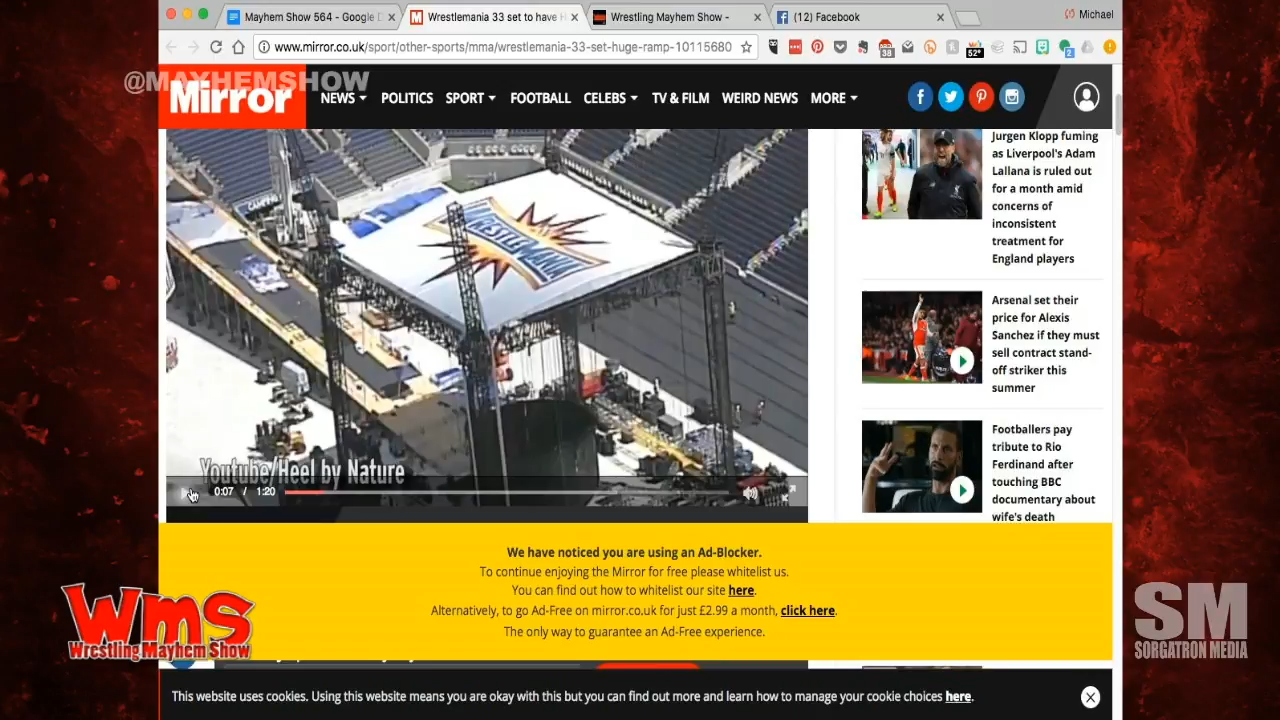 Mayhem Show 564 - Google D
Wrestlemania 33 set to have H
Wrestling Mayhem Show -
(12) Facebook
Michael
www.mirror.co.uk/sport/other-sports/mma/wrestlemania-33-set-huge-ramp-10115680
38
52°
2
@MAYHEMSHOW
Mirror
NEWS
POLITICS
SPORT
FOOTBALL
CELEBS
TV & FILM
WEIRD NEWS
MORE
WRESTLEMANIA
CAMPING
Youtube/Heel by Nature
0:07 / 1:20
Jurgen Klopp fuming
as Liverpool's Adam
Lallana is ruled out
for a month amid
concerns of
inconsistent
treatment for
England players
Arsenal set their
price for Alexis
Sanchez if they must
sell contract stand-
off striker this
summer
Footballers pay
tribute to Rio
Ferdinand after
touching BBC
documentary about
wife's death
We have noticed you are using an Ad-Blocker.
To continue enjoying the Mirror for free please whitelist us.
You can find out how to whitelist our site here.
Alternatively, to go Ad-Free on mirror.co.uk for just £2.99 a month, click here.
The only way to guarantee an Ad-Free experience.
WMS
Wrestling Mayhem Show
SM
SORGATRON MEDIA
This website uses cookies. Using this website means you are okay with this but you can find out more and learn how to manage your cookie choices here.